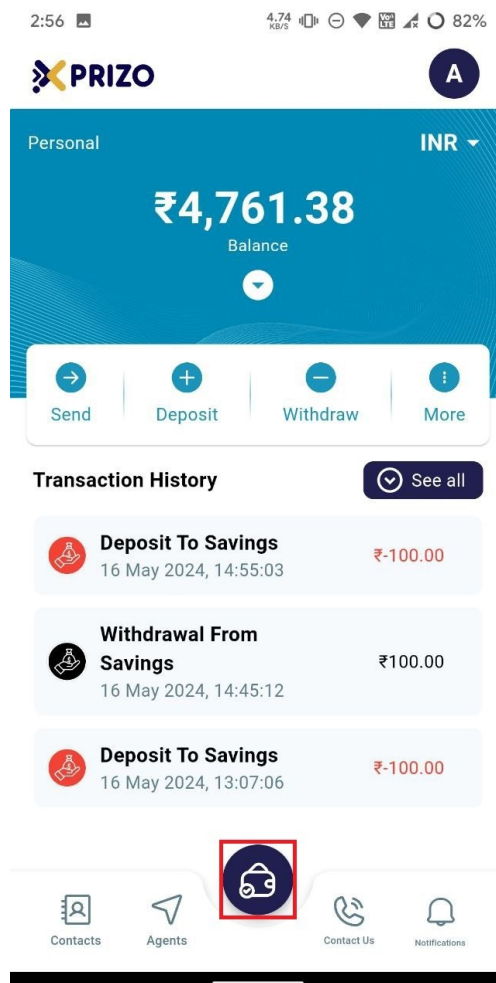 2:56 4.74 KB/S Vo LTE 82%
PRIZO A
Personal INR
₹4,761.38
Balance
Send Deposit Withdraw More
Transaction History See all
Deposit To Savings
16 May 2024, 14:55:03
₹-100.00
Withdrawal From
Savings
16 May 2024, 14:45:12
₹100.00
Deposit To Savings
16 May 2024, 13:07:06
₹-100.00
Contacts Agents Contact Us Notifications